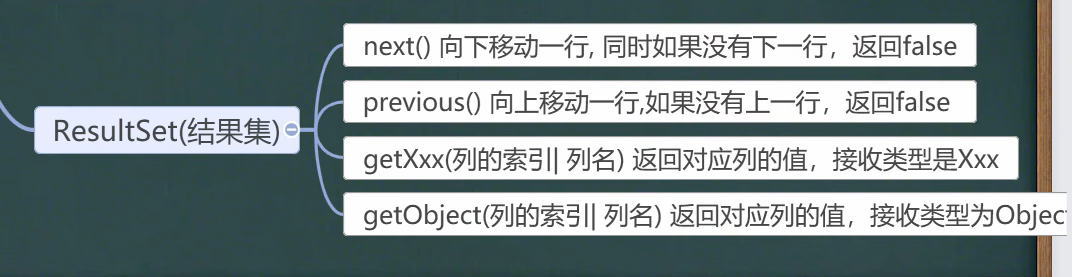 next() 向下移动一行, 同时如果没有下一行，返回false
previous() 向上移动一行,如果没有上一行，返回false
ResultSet(结果集)
getXxx(列的索引| 列名) 返回对应列的值，接收类型是Xxx
getObject(列的索引| 列名) 返回对应列的值，接收类型为Objec